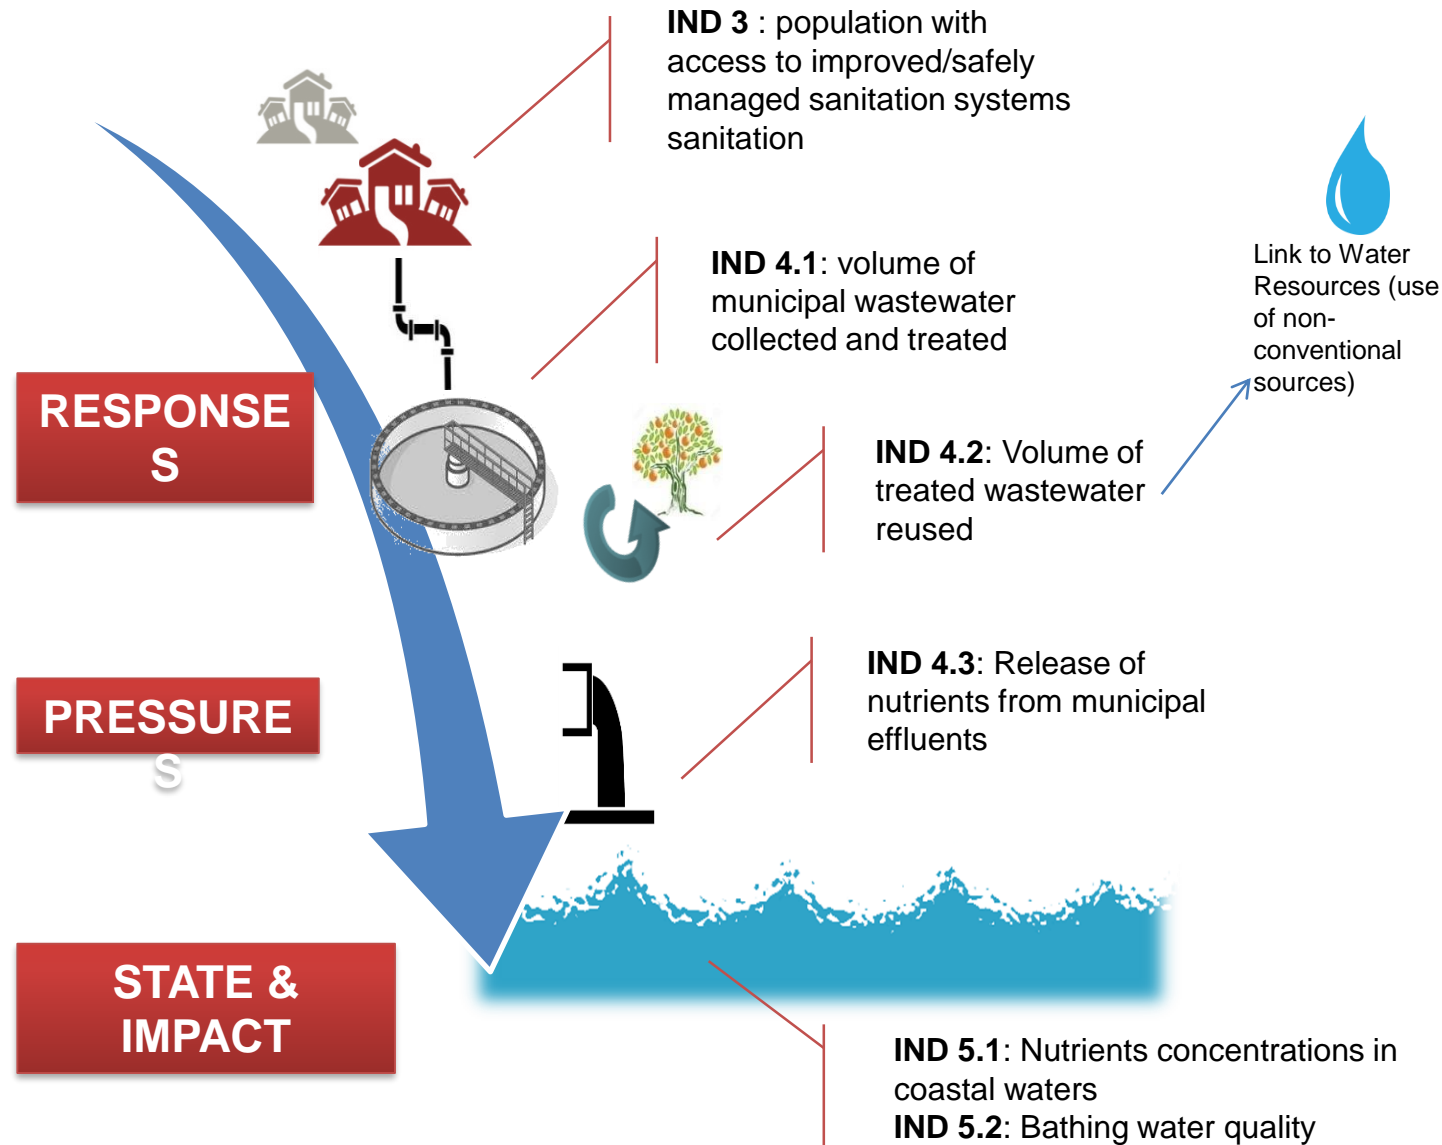 IND 3 : population with
access to improved/safely
managed sanitation systems
sanitation
Link to Water
Resources (use
of non-
conventional
sources)
IND 4.1: volume of
municipal wastewater
collected and treated
RESPONSE
S
IND 4.2: Volume of
treated wastewater
reused
IND 4.3: Release of
nutrients from municipal
effluents
PRESSURE
S
STATE &
IMPACT
IND 5.1: Nutrients concentrations in
coastal waters
IND 5.2: Bathing water quality